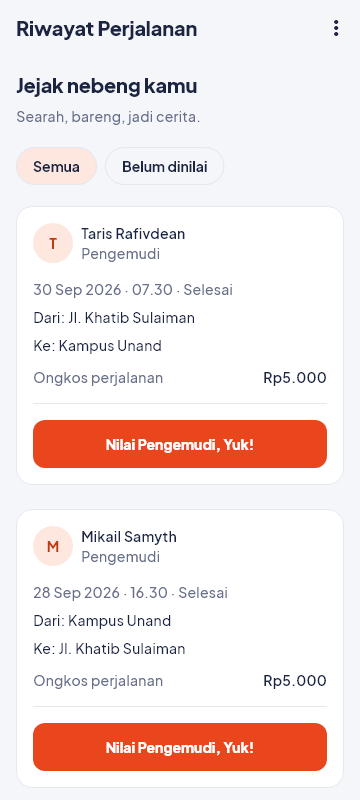 Riwayat Perjalanan
Jejak nebeng kamu
Searah, bareng, jadi cerita.
Semua
Belum dinilai
T
Taris Rafivdean
Pengemudi
30 Sep 2026 · 07.30 · Selesai
Dari: Jl. Khatib Sulaiman
Ke: Kampus Unand
Ongkos perjalanan Rp5.000
Nilai Pengemudi, Yuk!
M
Mikail Samyth
Pengemudi
28 Sep 2026 · 16.30 · Selesai
Dari: Kampus Unand
Ke: Jl. Khatib Sulaiman
Ongkos perjalanan Rp5.000
Nilai Pengemudi, Yuk!